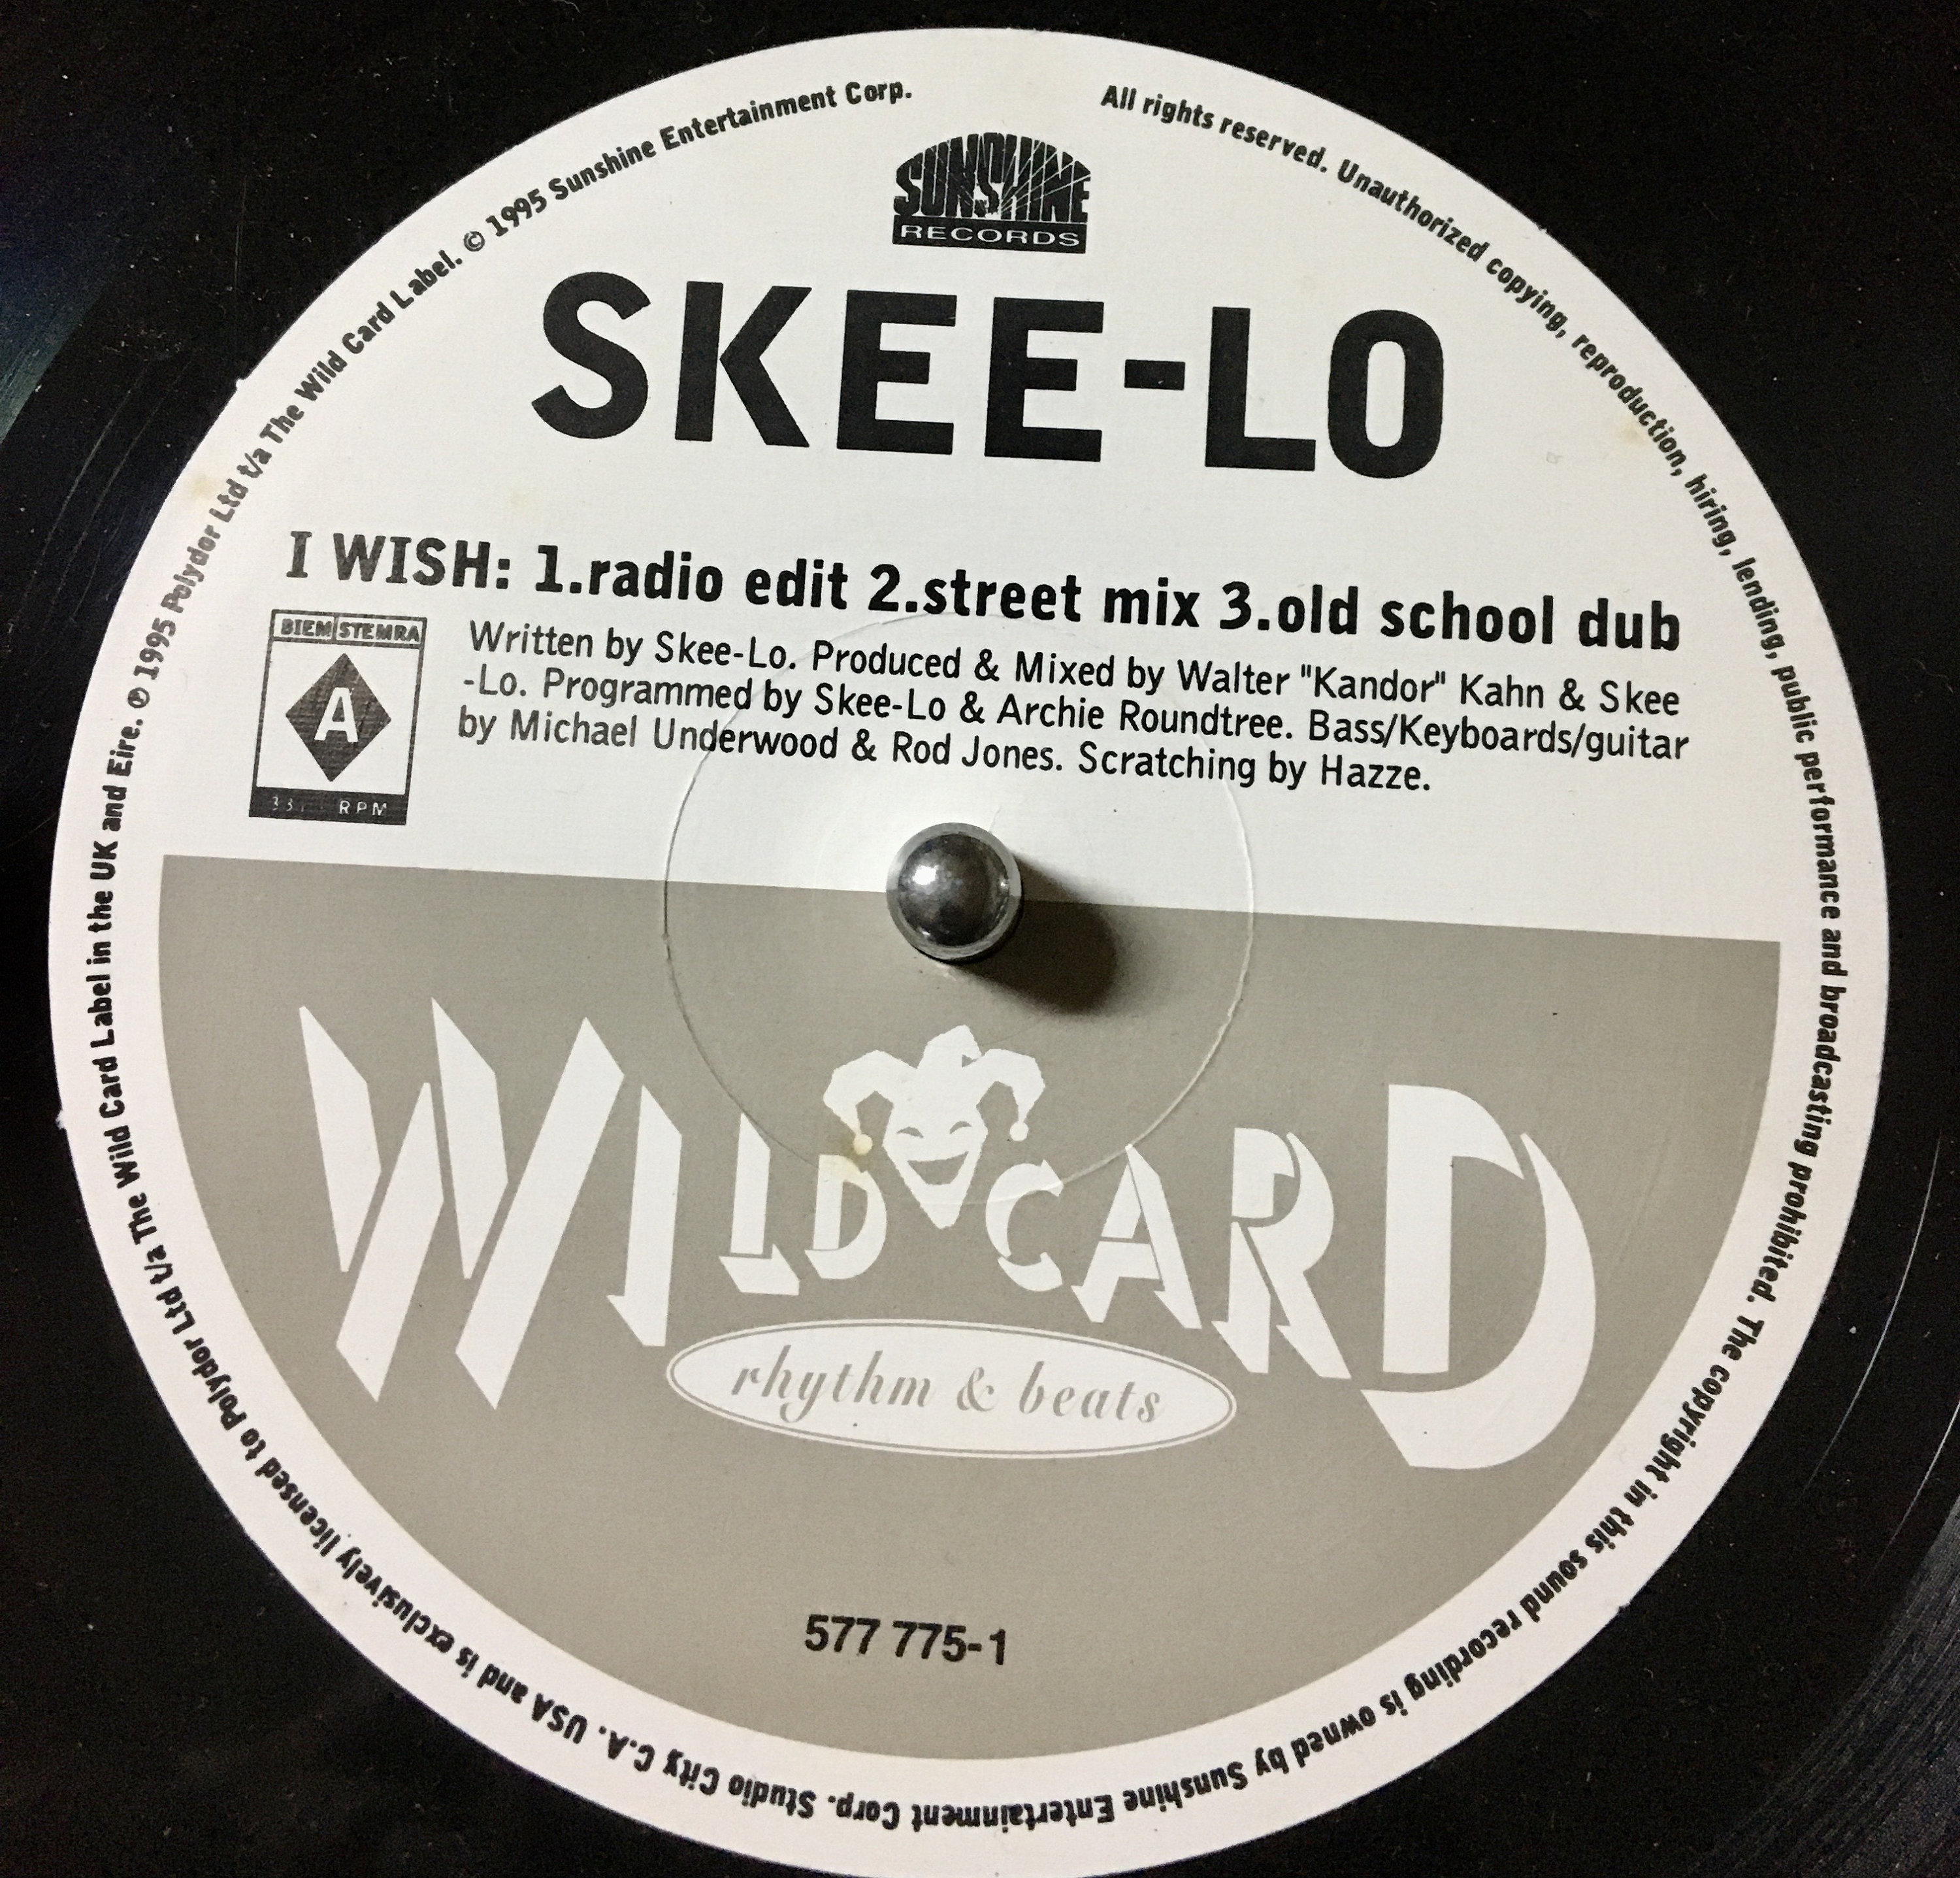 SUNSHINE
RECORDS
SKEE-LO
I WISH: 1.radio edit 2.street mix 3.old school dub
BIEM STEMRA
A
33 RPM
Written by Skee-Lo. Produced & Mixed by Walter "Kandor" Kahn & Skee
-Lo. Programmed by Skee-Lo & Archie Roundtree. Bass/Keyboards/guitar
by Michael Underwood & Rod Jones. Scratching by Hazze.
WILD CARD
rhythm & beats
577 775-1
All rights reserved. Unauthorized copying, reproduction, hiring, lending, public performance and broadcasting prohibited. The copyright in this sound recording is owned by Sunshine Entertainment Corp. Studio City C.A. USA and is exclusively licensed to Polydor Ltd t/a The Wild Card Label in the UK and Eire. ℗ 1995 Polydor Ltd t/a The Wild Card Label. © 1995 Sunshine Entertainment Corp.